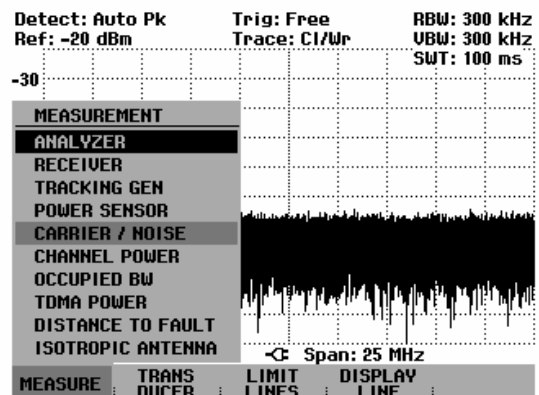 Detect: Auto Pk Trig: Free RBW: 300 kHz
Ref: -20 dBm Trace: Cl/Wr VBW: 300 kHz
SWT: 100 ms
-30
MEASUREMENT
ANALYZER
RECEIVER
TRACKING GEN
POWER SENSOR
CARRIER / NOISE
CHANNEL POWER
OCCUPIED BW
TDMA POWER
DISTANCE TO FAULT
ISOTROPIC ANTENNA
Span: 25 MHz
MEASURE TRANS DUCER LIMIT LINES DISPLAY LINE